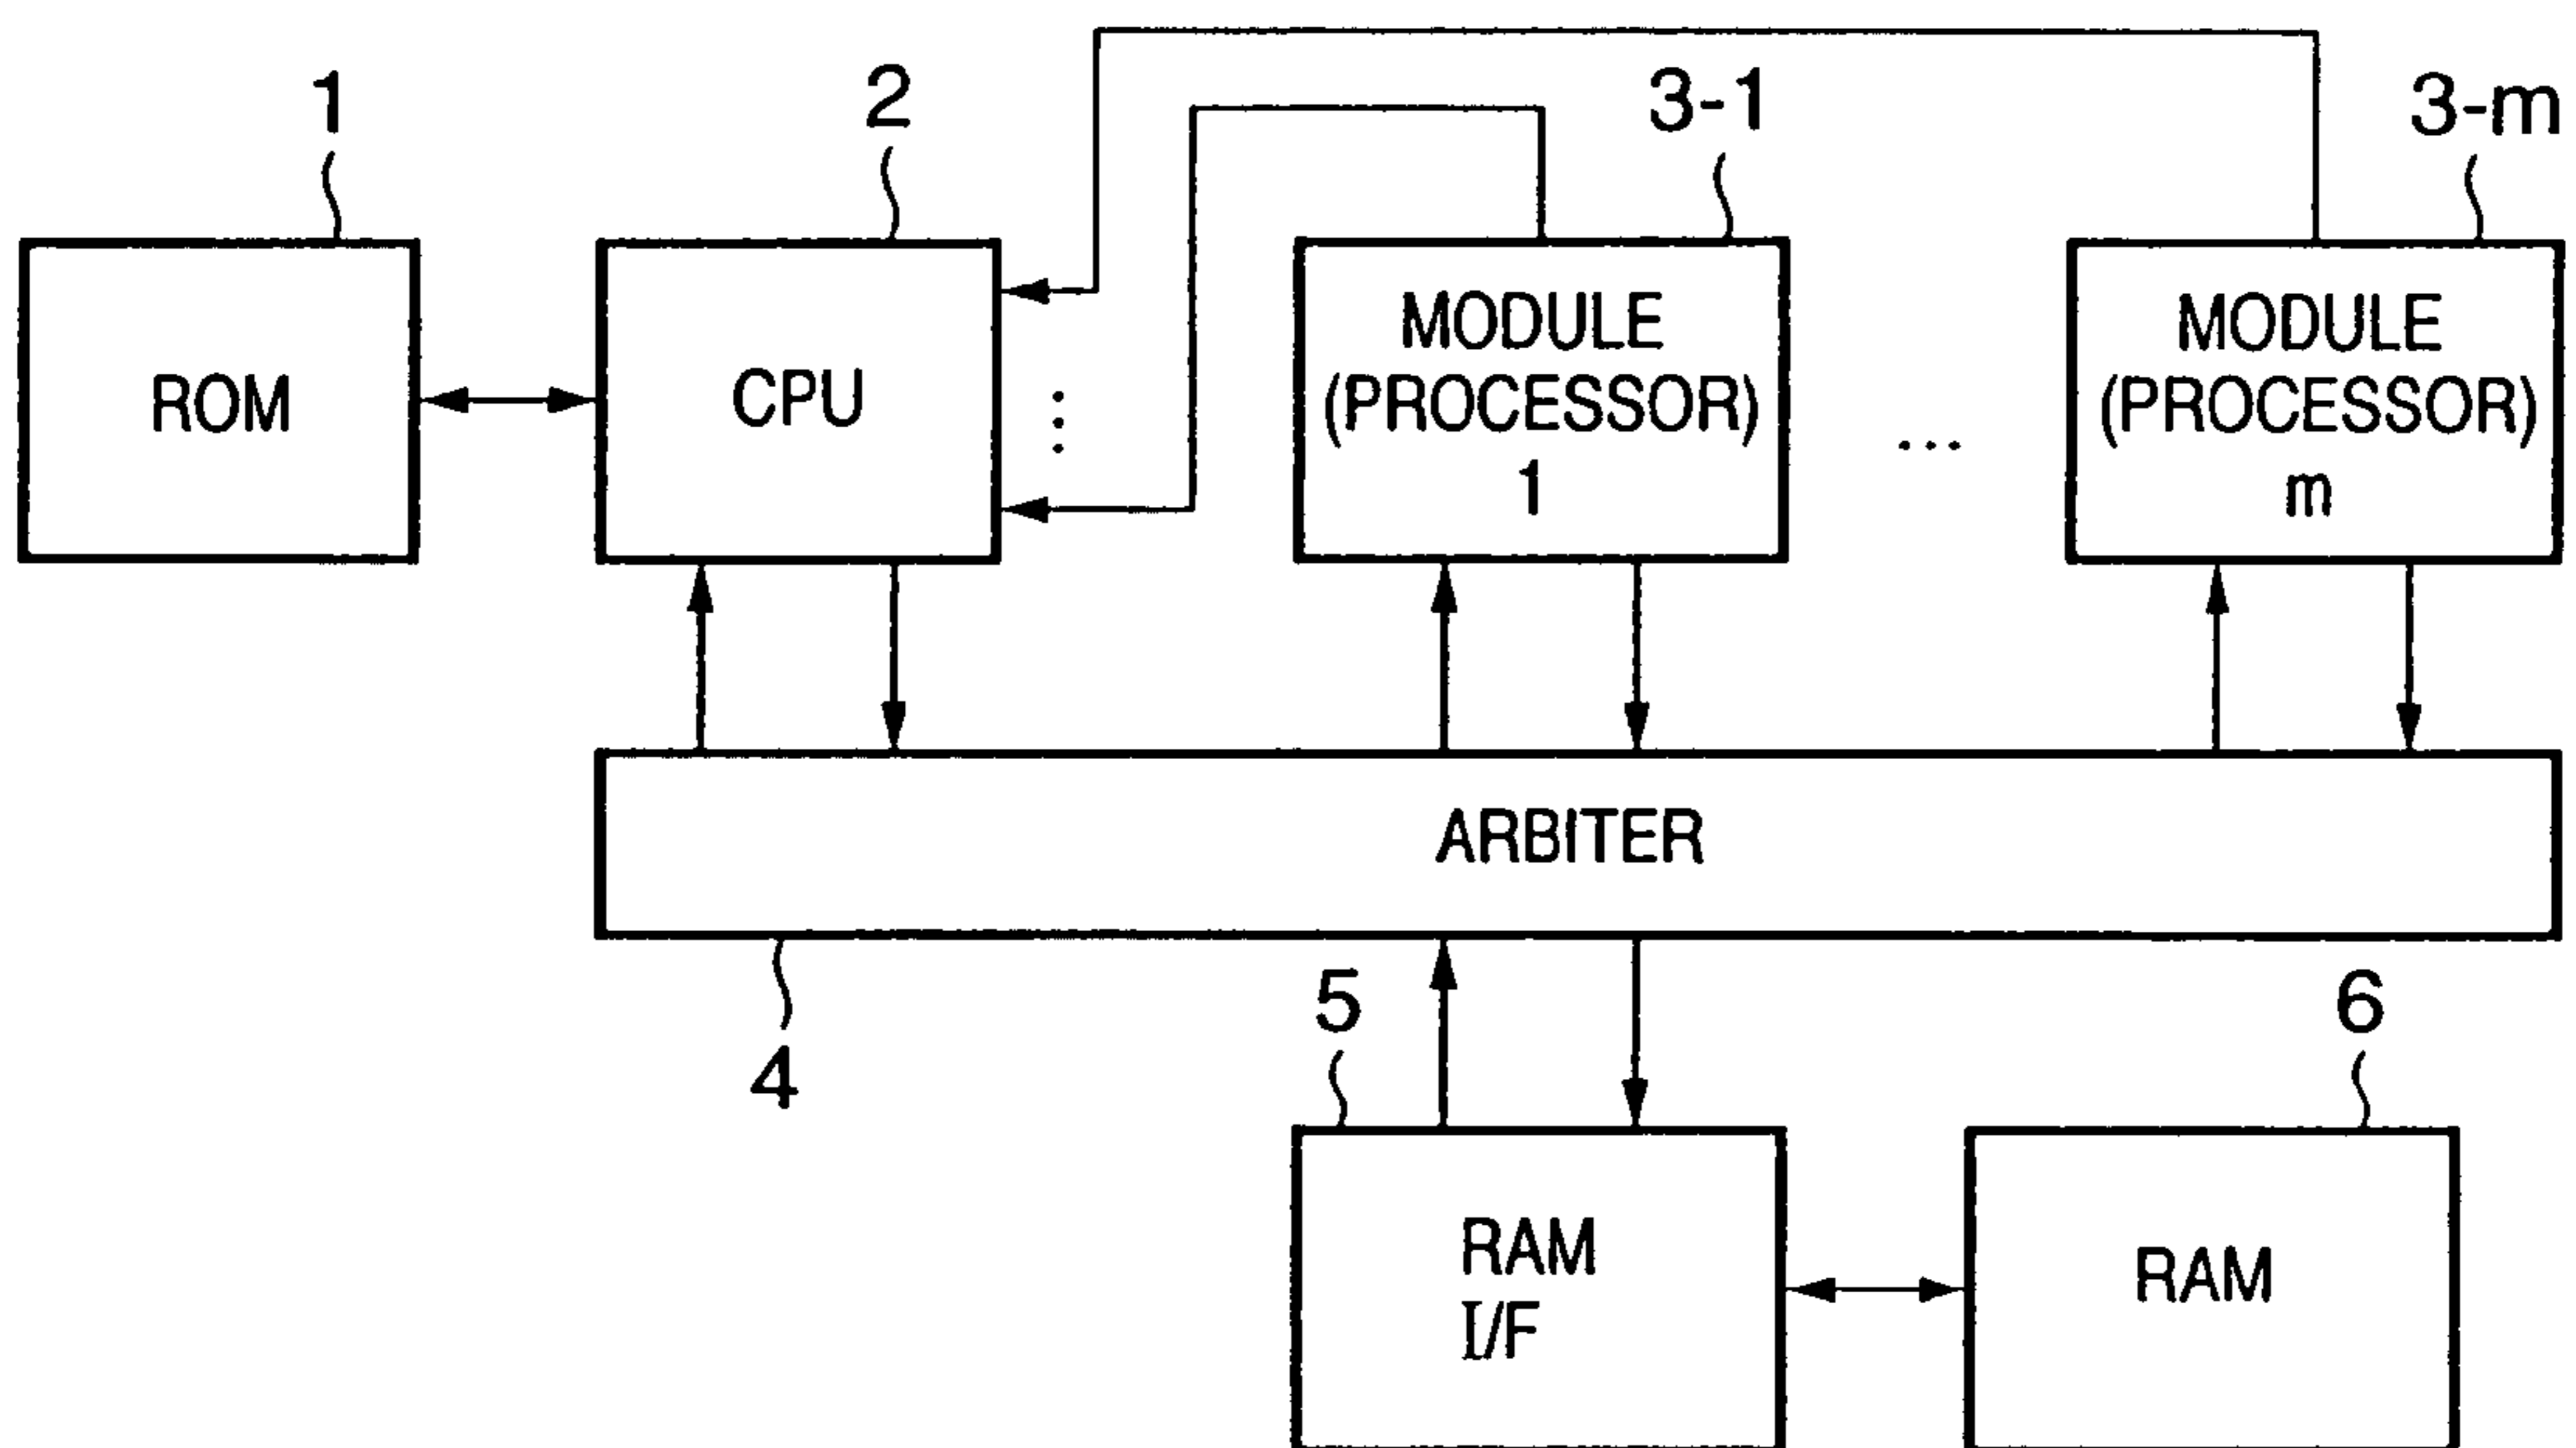 1
2
3-1
3-m
ROM
CPU
MODULE
(PROCESSOR)
1
...
MODULE
(PROCESSOR)
m
ARBITER
4
5
6
RAM
I/F
RAM